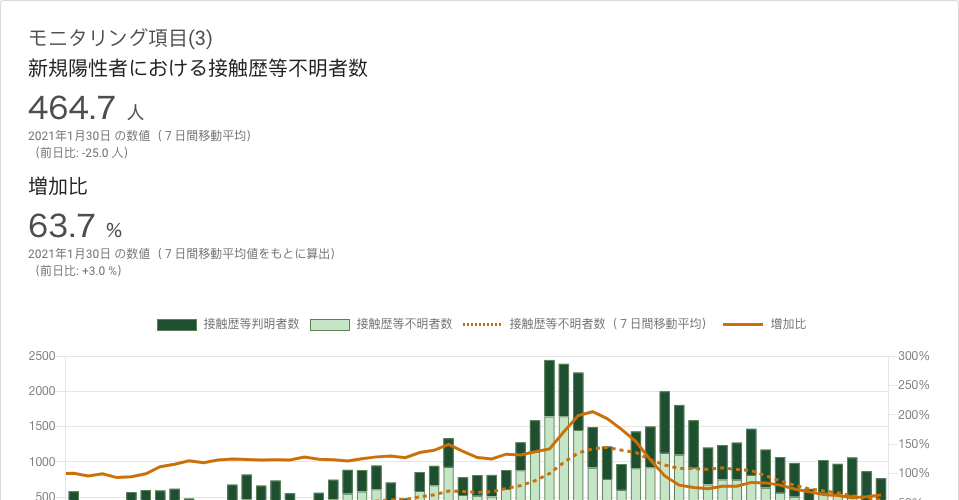 モニタリング項目(3)
新規陽性者における接触歴等不明者数
464.7 人
2021年1月30日 の数値（７日間移動平均）
（前日比: -25.0 人）
増加比
63.7 %
2021年1月30日 の数値（７日間移動平均値をもとに算出）
（前日比: +3.0 %）
接触歴等判明者数 接触歴等不明者数 接触歴等不明者数（７日間移動平均） 増加比
2500 300%
250%
2000
200%
1500
150%
1000
100%
500